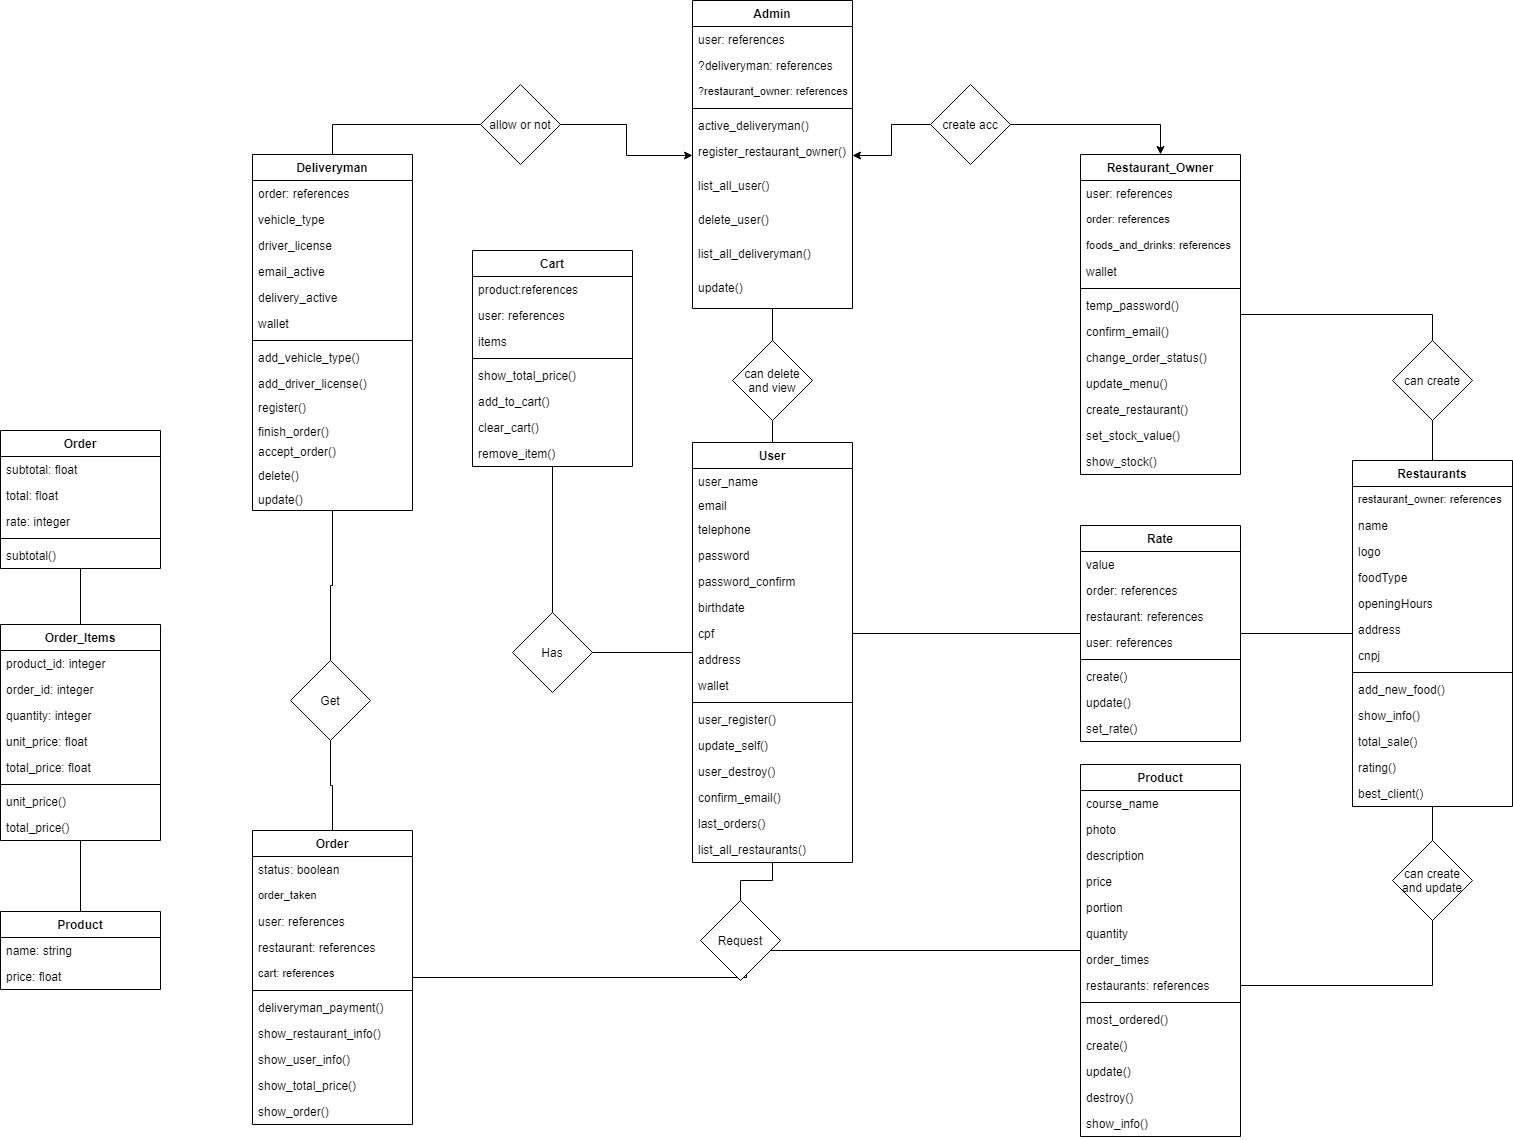 Admin
user: references
?deliveryman: references
?restaurant_owner: references
active_deliveryman()
register_restaurant_owner()
list_all_user()
delete_user()
list_all_deliveryman()
update()
allow or not
create acc
Deliveryman
order: references
vehicle_type
driver_license
email_active
delivery_active
wallet
add_vehicle_type()
add_driver_license()
register()
finish_order()
accept_order()
delete()
update()
Restaurant_Owner
user: references
order: references
foods_and_drinks: references
wallet
temp_password()
confirm_email()
change_order_status()
update_menu()
create_restaurant()
set_stock_value()
show_stock()
Cart
product:references
user: references
items
show_total_price()
add_to_cart()
clear_cart()
remove_item()
can delete
and view
can create
Order
subtotal: float
total: float
rate: integer
subtotal()
User
user_name
email
telephone
password
password_confirm
birthdate
cpf
address
wallet
user_register()
update_self()
user_destroy()
confirm_email()
last_orders()
list_all_restaurants()
Restaurants
restaurant_owner: references
name
logo
foodType
openingHours
address
cnpj
add_new_food()
show_info()
total_sale()
rating()
best_client()
Rate
value
order: references
restaurant: references
user: references
create()
update()
set_rate()
Order_Items
product_id: integer
order_id: integer
quantity: integer
unit_price: float
total_price: float
unit_price()
total_price()
Has
Get
Product
course_name
photo
description
price
portion
quantity
order_times
restaurants: references
most_ordered()
create()
update()
destroy()
show_info()
Order
status: boolean
order_taken
user: references
restaurant: references
cart: references
deliveryman_payment()
show_restaurant_info()
show_user_info()
show_total_price()
show_order()
can create
and update
Product
name: string
price: float
Request